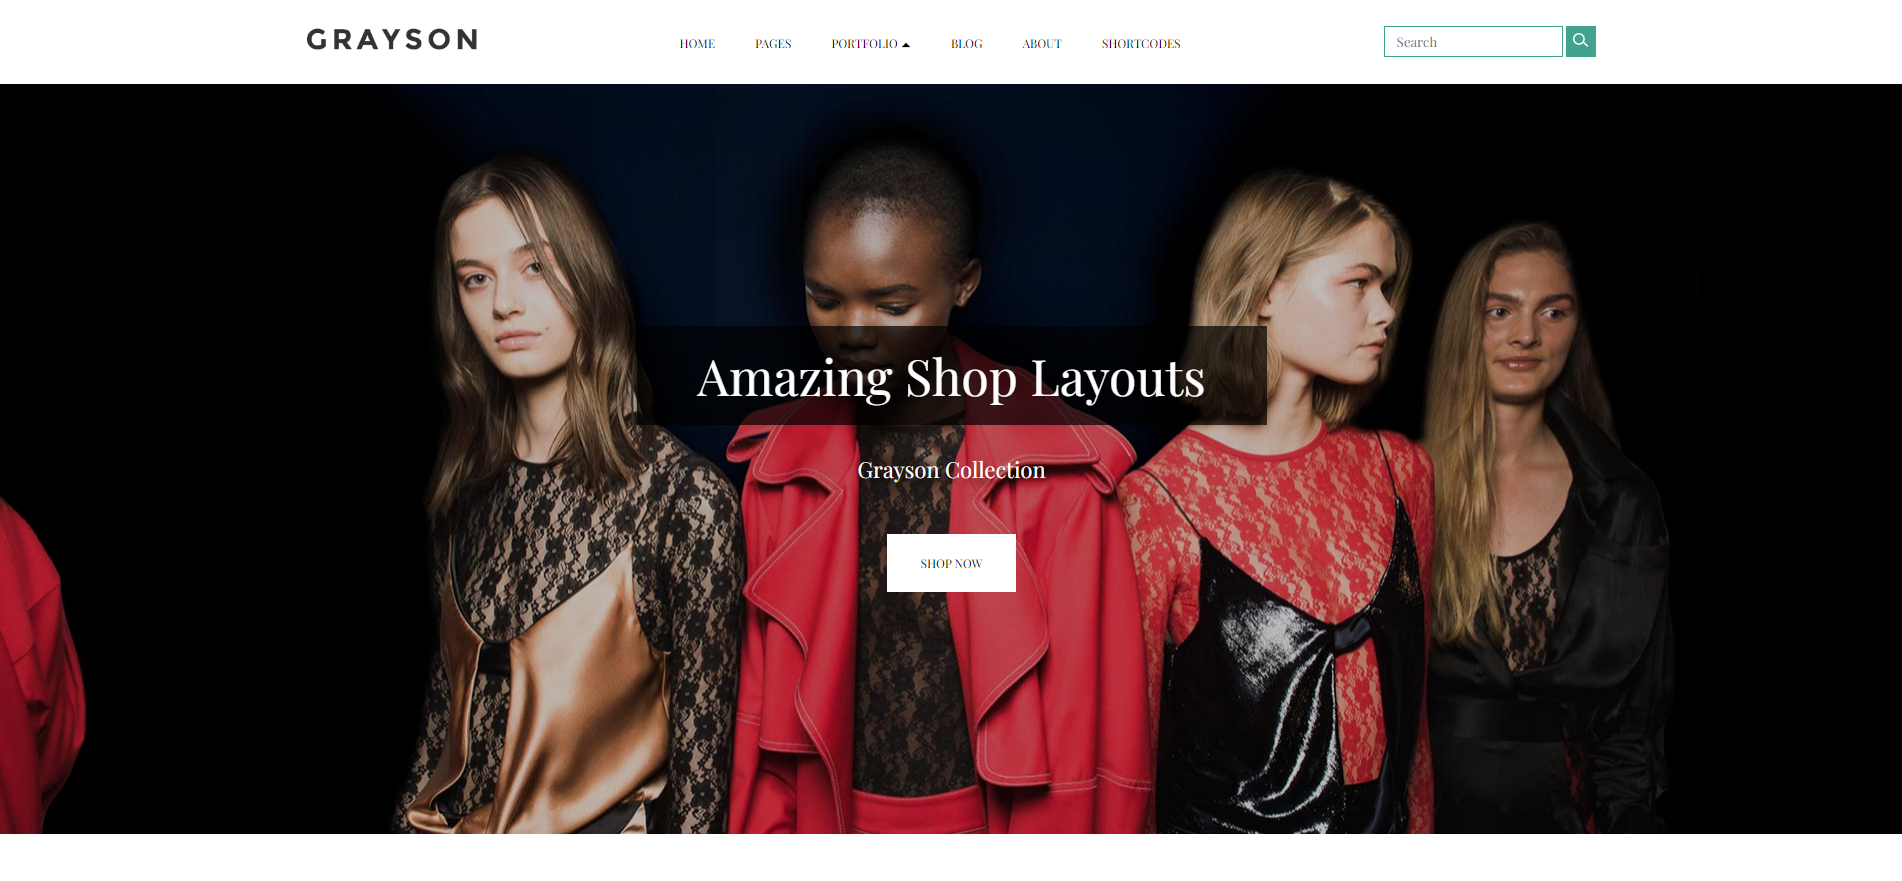 GRAYSON
HOME PAGES PORTFOLIO BLOG ABOUT SHORTCODES
Search
Amazing Shop Layouts
Grayson Collection
SHOP NOW